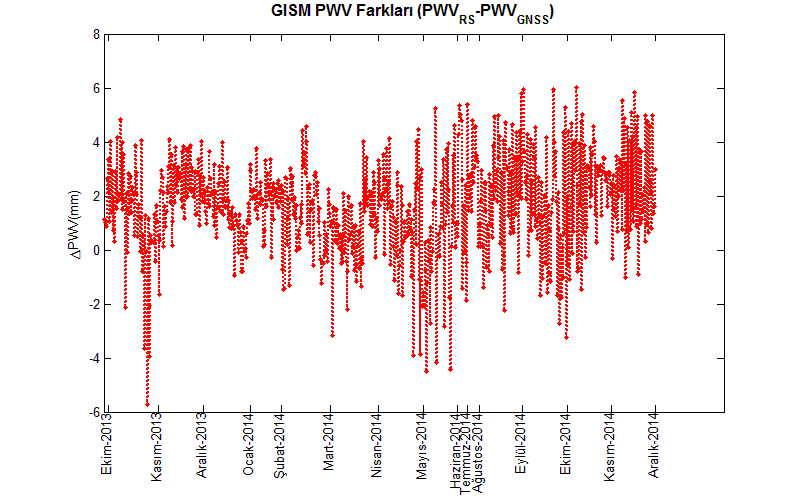 GISM PWV Farkları (PWVRS-PWVGNSS)
8
6
4
2
0
-2
-4
-6
ΔPWV(mm)
Ekim-2013
Kasım-2013
Aralık-2013
Ocak-2014
Şubat-2014
Mart-2014
Nisan-2014
Mayıs-2014
Haziran-2014
Temmuz-2014
Ağustos-2014
Eylül-2014
Ekim-2014
Kasım-2014
Aralık-2014